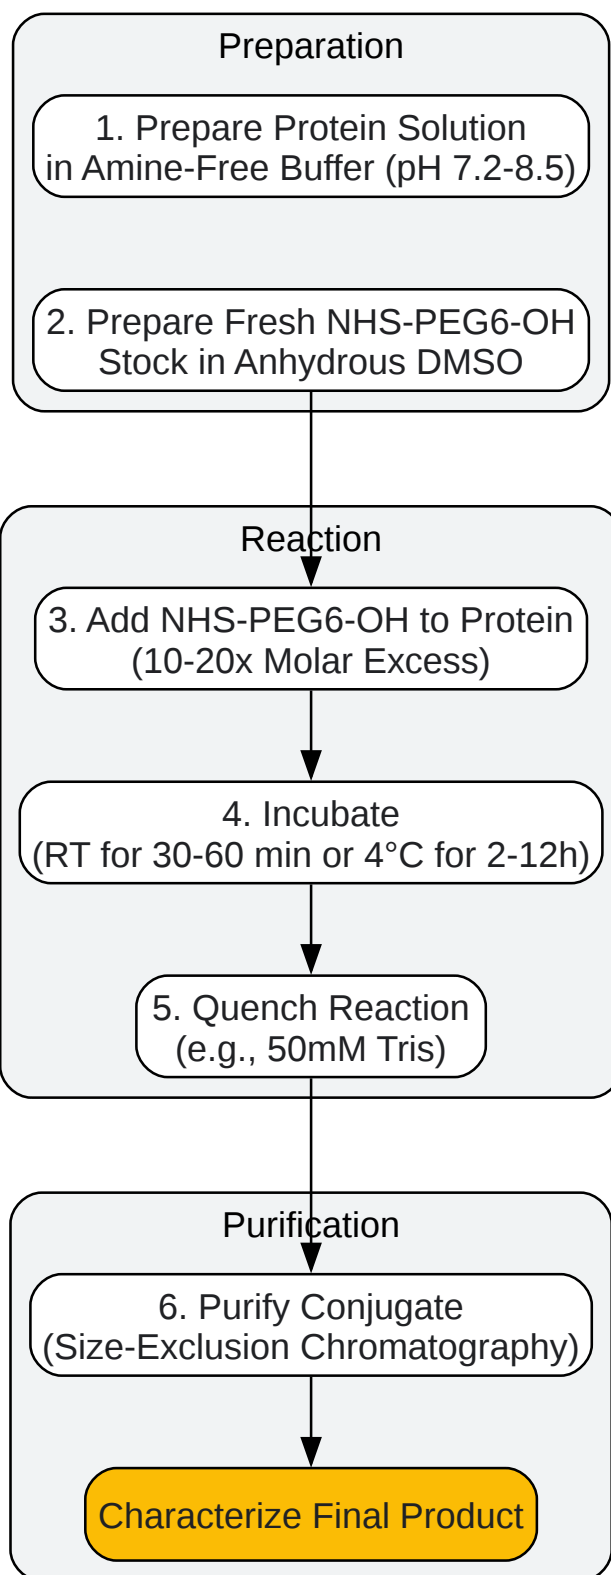 Preparation
1. Prepare Protein Solution
in Amine-Free Buffer (pH 7.2-8.5)
2. Prepare Fresh NHS-PEG6-OH
Stock in Anhydrous DMSO
Reaction
3. Add NHS-PEG6-OH to Protein
(10-20x Molar Excess)
4. Incubate
(RT for 30-60 min or 4°C for 2-12h)
5. Quench Reaction
(e.g., 50mM Tris)
Purification
6. Purify Conjugate
(Size-Exclusion Chromatography)
Characterize Final Product